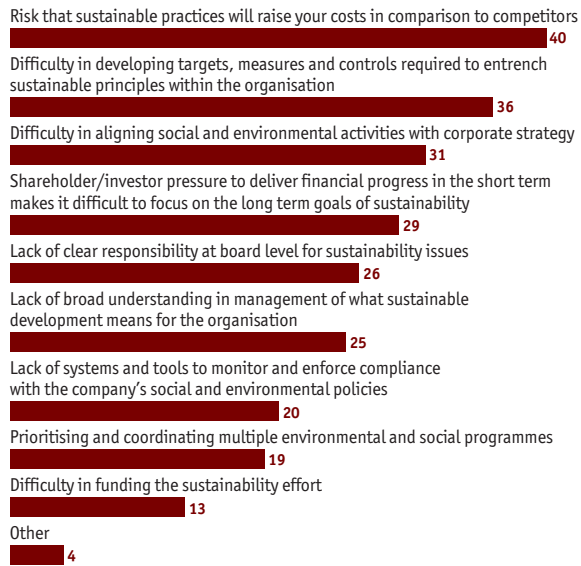 Risk that sustainable practices will raise your costs in comparison to competitors
40
Difficulty in developing targets, measures and controls required to entrench
sustainable principles within the organisation
36
Difficulty in aligning social and environmental activities with corporate strategy
31
Shareholder/investor pressure to deliver financial progress in the short term
makes it difficult to focus on the long term goals of sustainability
29
Lack of clear responsibility at board level for sustainability issues
26
Lack of broad understanding in management of what sustainable
development means for the organisation
25
Lack of systems and tools to monitor and enforce compliance
with the company's social and environmental policies
20
Prioritising and coordinating multiple environmental and social programmes
19
Difficulty in funding the sustainability effort
13
Other
4